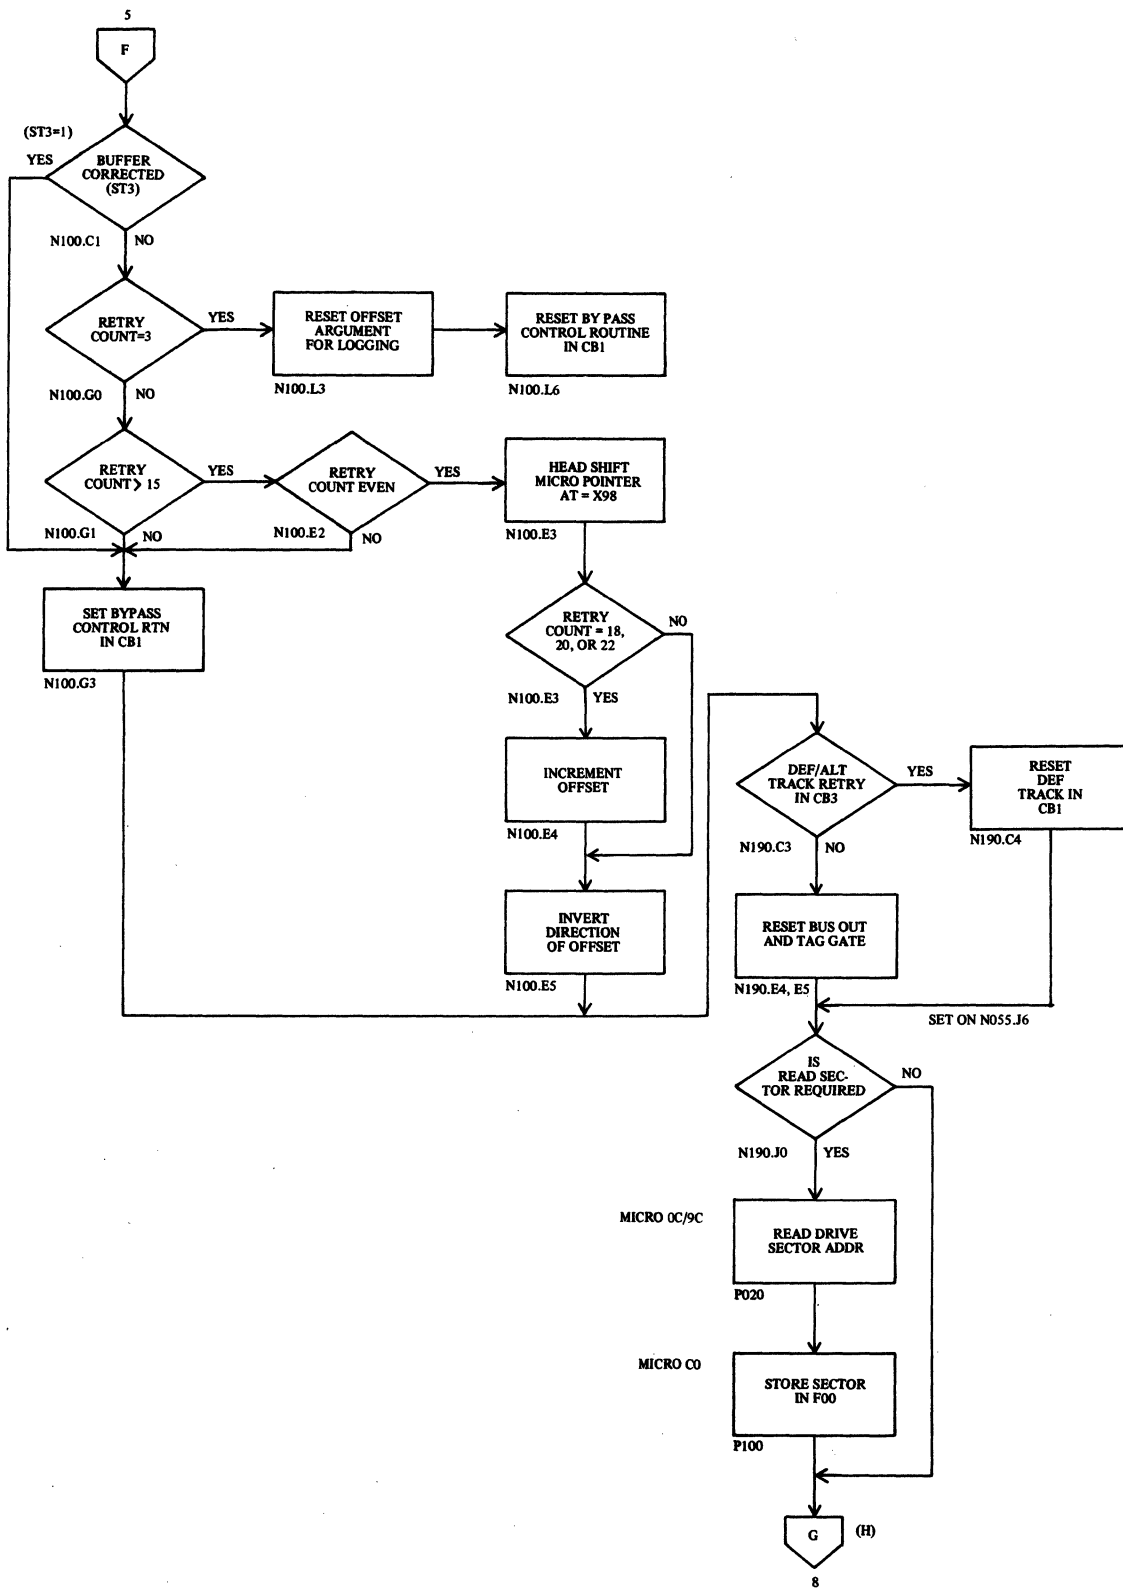 5
F
(ST3=1)
YES
BUFFER
CORRECTED
(ST3)
N100.C1
NO
RETRY
COUNT=3
YES
RESET OFFSET
ARGUMENT
FOR LOGGING
RESET BY PASS
CONTROL ROUTINE
IN CB1
N100.G0
NO
N100.L3
N100.L6
RETRY
COUNT > 15
YES
RETRY
COUNT EVEN
YES
HEAD SHIFT
MICRO POINTER
AT = X98
N100.G1
NO
N100.E2
NO
N100.E3
SET BYPASS
CONTROL RTN
IN CB1
N100.G3
RETRY
COUNT = 18,
20, OR 22
NO
N100.E3
YES
INCREMENT
OFFSET
N100.E4
INVERT
DIRECTION
OF OFFSET
N100.E5
DEF/ALT
TRACK RETRY
IN CB3
YES
RESET
DEF
TRACK IN
CB1
N190.C3
NO
N190.C4
RESET BUS OUT
AND TAG GATE
N190.E4, E5
SET ON N055.J6
IS
READ SEC-
TOR REQUIRED
NO
N190.J0
YES
MICRO 0C/9C
READ DRIVE
SECTOR ADDR
P020
MICRO C0
STORE SECTOR
IN F00
P100
G
(H)
8